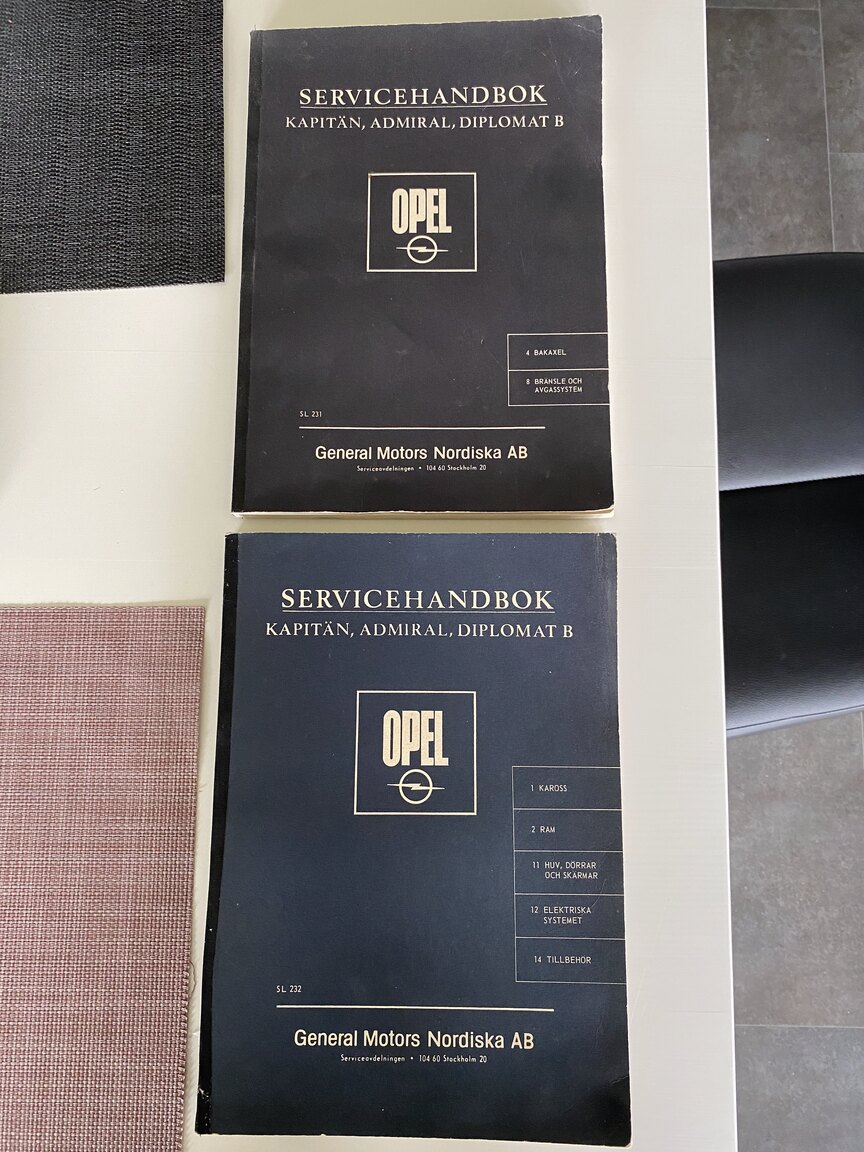 SERVICEHANDBOK
KAPITÄN, ADMIRAL, DIPLOMAT B
OPEL
4 BAKAXEL
8 BRÄNSLE OCH
AVGASSYSTEM
SL 231
General Motors Nordiska AB
Serviceavdelningen • 104 60 Stockholm 20
SERVICEHANDBOK
KAPITÄN, ADMIRAL, DIPLOMAT B
OPEL
1 KAROSS
2 RAM
11 HUV, DÖRRAR
OCH SKÄRMAR
12 ELEKTRISKA
SYSTEMET
14 TILLBEHÖR
SL 232
General Motors Nordiska AB
Serviceavdelningen • 104 60 Stockholm 20